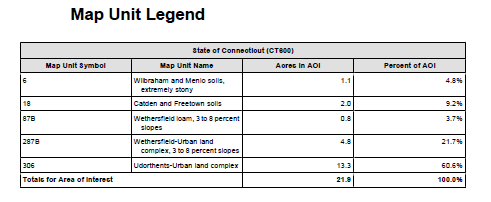 Map Unit Legend
State of Connecticut (CT600)
Map Unit Symbol Map Unit Name Acres in AOI Percent of AOI
6 Wilbraham and Menlo soils, 1.1 4.8%
extremely stony
18 Catden and Freetown soils 2.0 9.2%
87B Wethersfield loam, 3 to 8 percent 0.8 3.7%
slopes
287B Wethersfield-Urban land 4.8 21.7%
complex, 3 to 8 percent slopes
306 Udorthents-Urban land complex 13.3 60.6%
Totals for Area of Interest 21.9 100.0%